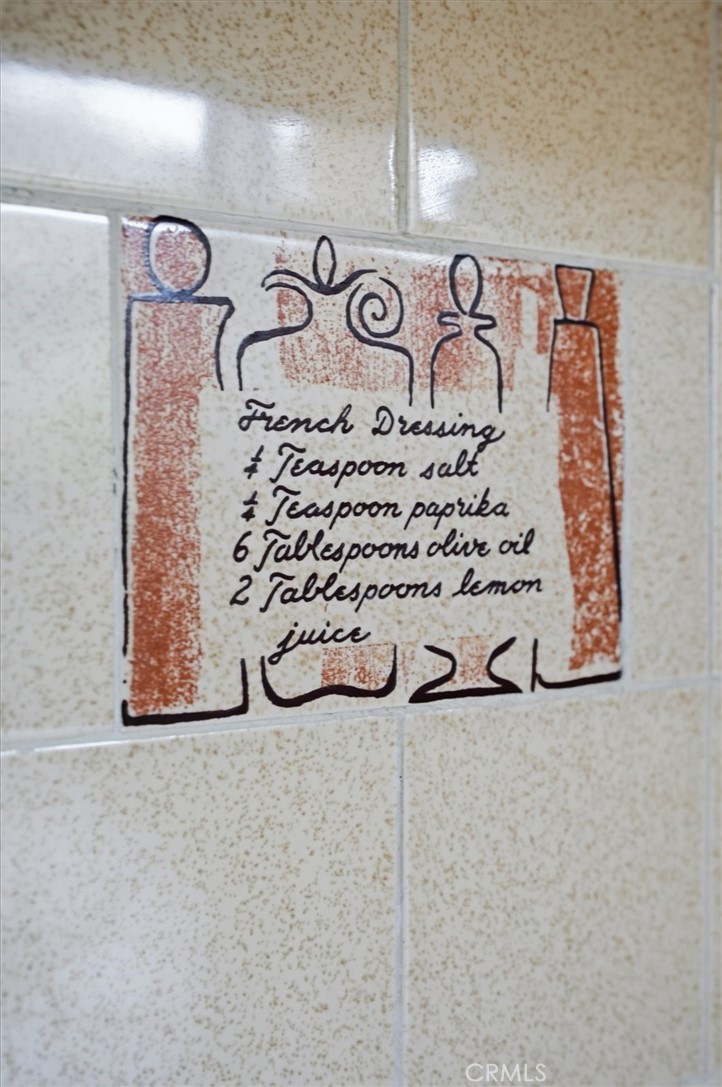 French Dressing
¼ Teaspoon salt
¼ Teaspoon paprika
6 Tablespoons olive oil
2 Tablespoons lemon
juice
CRMLS